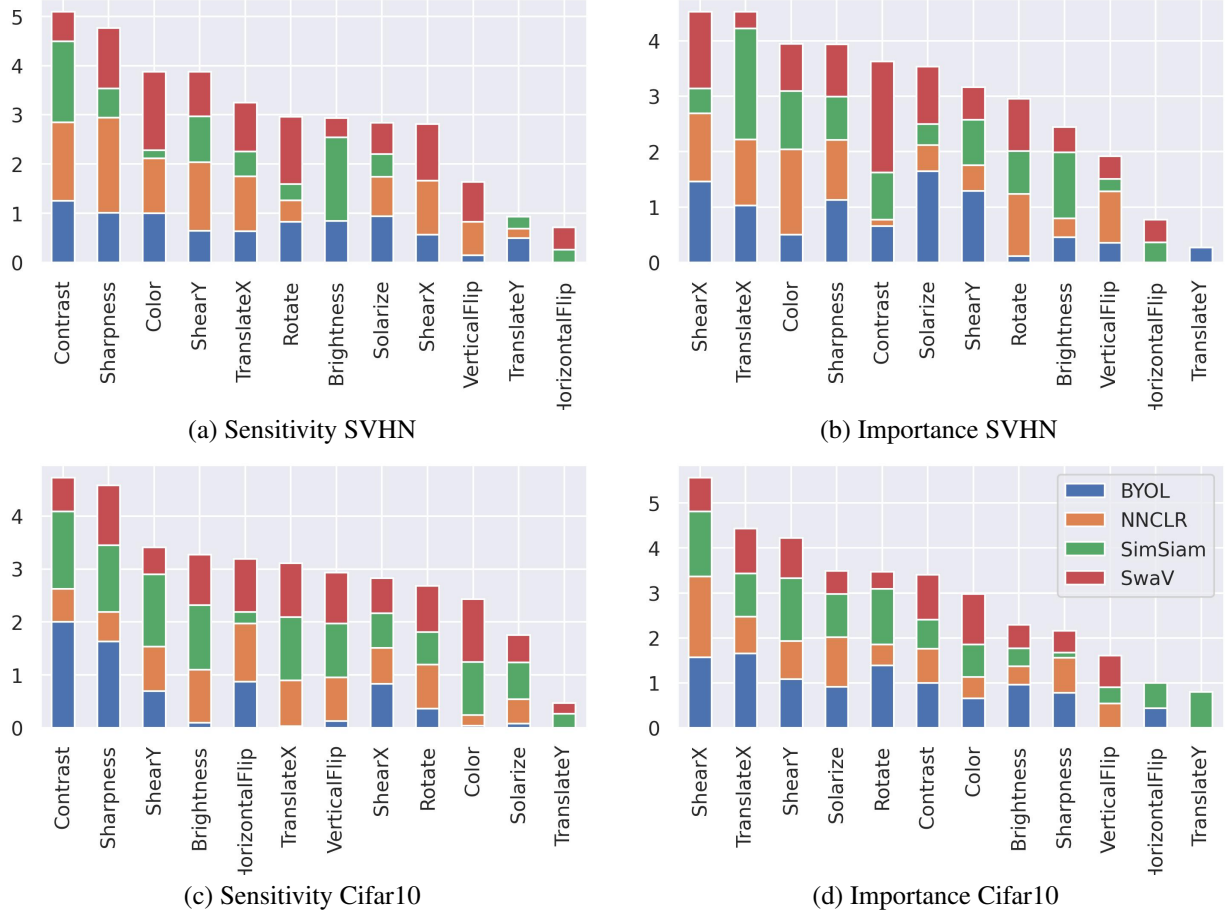 5
4
3
2
1
0
Contrast
Sharpness
Color
ShearY
TranslateX
Rotate
Brightness
Solarize
ShearX
VerticalFlip
TranslateY
HorizontalFlip
(a) Sensitivity SVHN
4
3
2
1
0
ShearX
TranslateX
Color
Sharpness
Contrast
Solarize
ShearY
Rotate
Brightness
VerticalFlip
HorizontalFlip
TranslateY
(b) Importance SVHN
4
3
2
1
0
Contrast
Sharpness
ShearY
Brightness
HorizontalFlip
TranslateX
VerticalFlip
ShearX
Rotate
Color
Solarize
TranslateY
(c) Sensitivity Cifar10
5
4
3
2
1
0
BYOL
NNCLR
SimSiam
SwaV
ShearX
TranslateX
ShearY
Solarize
Rotate
Contrast
Color
Brightness
Sharpness
VerticalFlip
HorizontalFlip
TranslateY
(d) Importance Cifar10